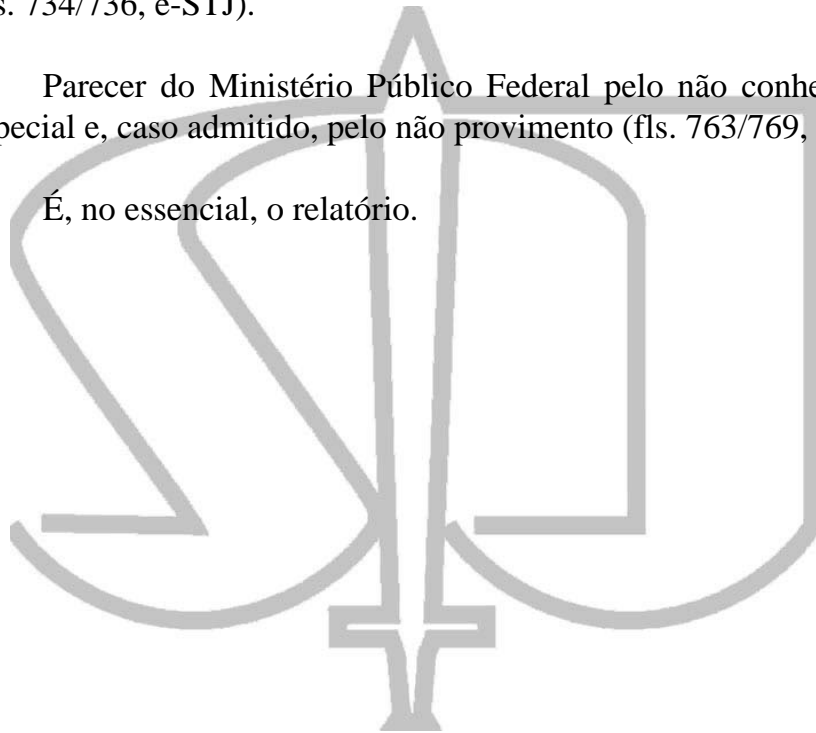 s. 734/736, e-STJ).
Parecer do Ministério Público Federal pelo não conhe
special e, caso admitido, pelo não provimento (fls. 763/769,
É, no essencial, o relatório.